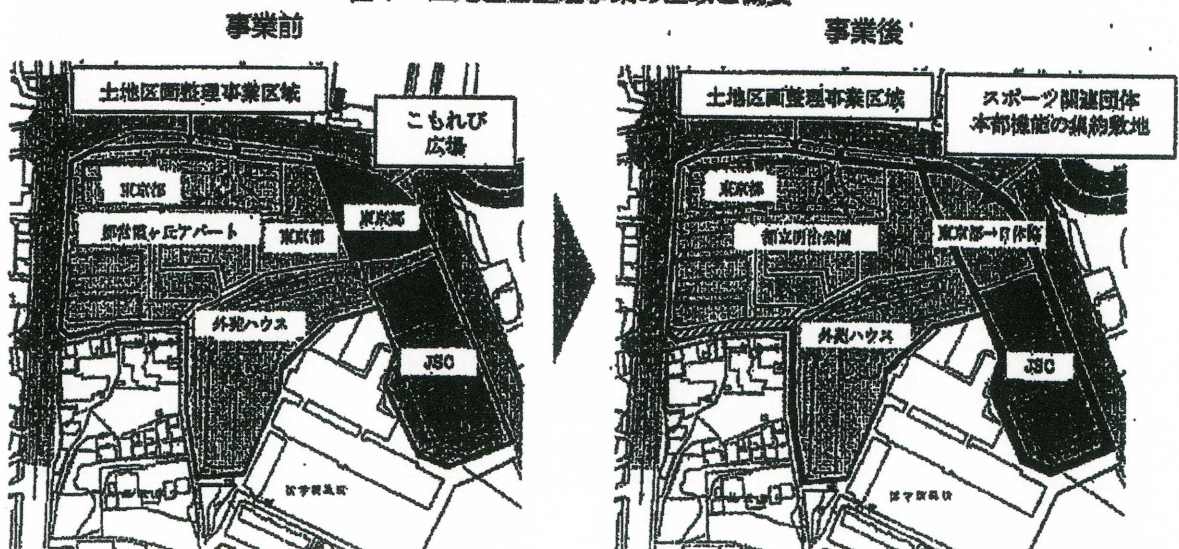 事業前
土地区画整理事業区域
こもれび
広場
東京都
都営霞ヶ丘アパート
東京都
東京都
外苑ハウス
JSC
事業後
土地区画整理事業区域
スポーツ関連団体
本部機能の集約敷地
東京都
都立明治公園
東京都→日体協
外苑ハウス
JSC